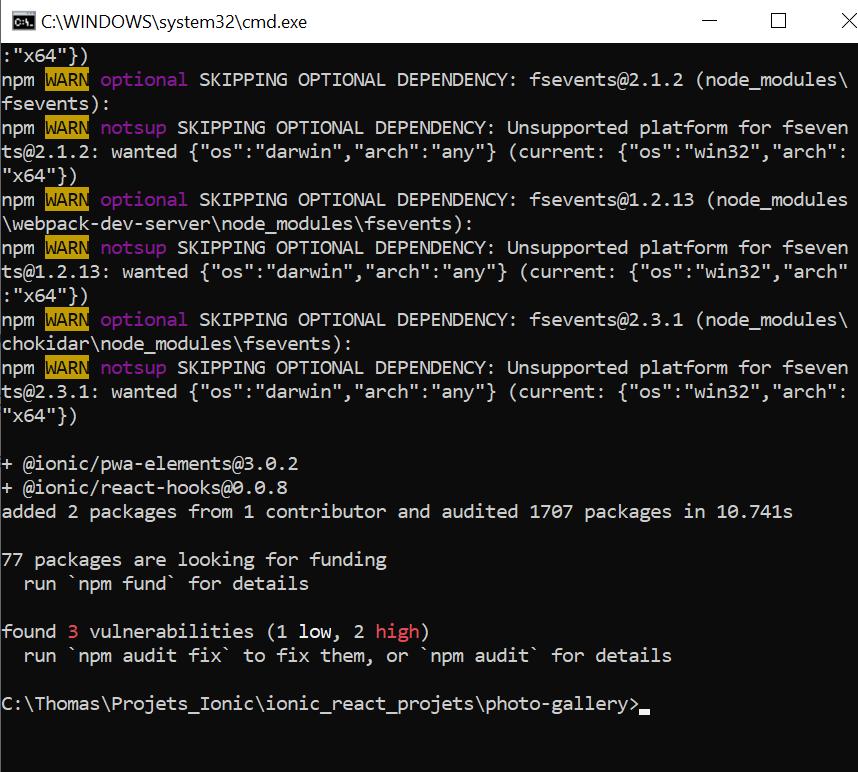 C:\WINDOWS\system32\cmd.exe
:"x64"})
npm WARN optional SKIPPING OPTIONAL DEPENDENCY: fsevents@2.1.2 (node_modules\
fsevents):
npm WARN notsup SKIPPING OPTIONAL DEPENDENCY: Unsupported platform for fseven
ts@2.1.2: wanted {"os":"darwin","arch":"any"} (current: {"os":"win32","arch":
"x64"})
npm WARN optional SKIPPING OPTIONAL DEPENDENCY: fsevents@1.2.13 (node_modules
\webpack-dev-server\node_modules\fsevents):
npm WARN notsup SKIPPING OPTIONAL DEPENDENCY: Unsupported platform for fseven
ts@1.2.13: wanted {"os":"darwin","arch":"any"} (current: {"os":"win32","arch"
:"x64"})
npm WARN optional SKIPPING OPTIONAL DEPENDENCY: fsevents@2.3.1 (node_modules\
chokidar\node_modules\fsevents):
npm WARN notsup SKIPPING OPTIONAL DEPENDENCY: Unsupported platform for fseven
ts@2.3.1: wanted {"os":"darwin","arch":"any"} (current: {"os":"win32","arch":
"x64"})
+ @ionic/pwa-elements@3.0.2
+ @ionic/react-hooks@0.0.8
added 2 packages from 1 contributor and audited 1707 packages in 10.741s
77 packages are looking for funding
run `npm fund` for details
found 3 vulnerabilities (1 low, 2 high)
run `npm audit fix` to fix them, or `npm audit` for details
C:\Thomas\Projets_Ionic\ionic_react_projets\photo-gallery>